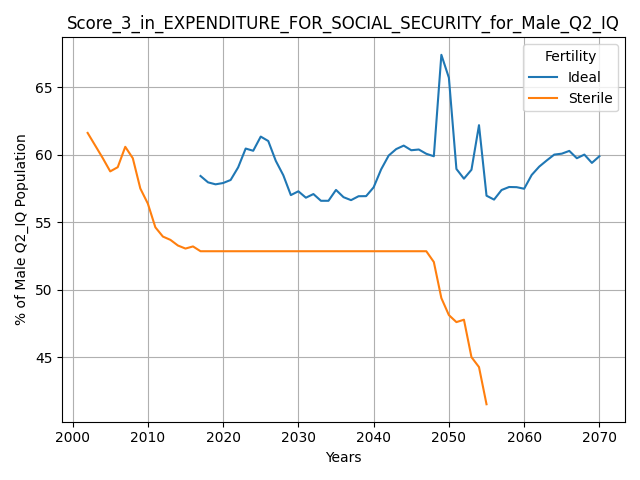 Score_3_in_EXPENDITURE_FOR_SOCIAL_SECURITY_for_Male_Q2_IQ
Fertility
Ideal
Sterile
% of Male Q2_IQ Population
65
60
55
50
45
2000 2010 2020 2030 2040 2050 2060 2070
Years